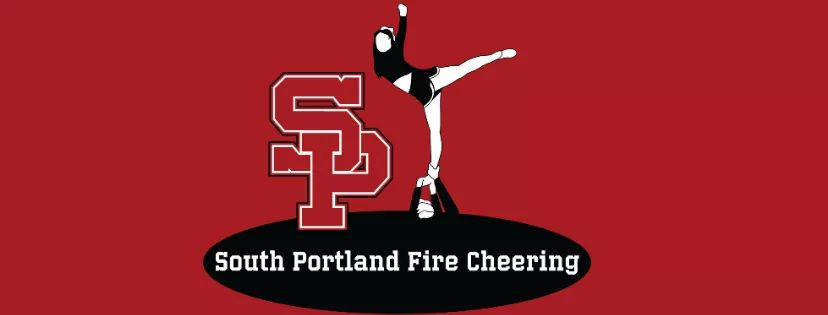 SP
South Portland Fire Cheering